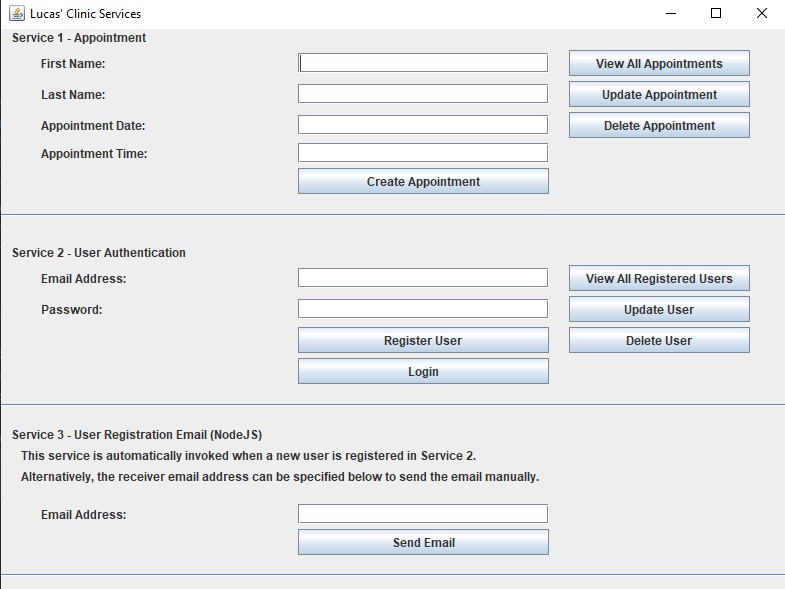 Lucas' Clinic Services
Service 1 - Appointment
First Name:
View All Appointments
Last Name:
Update Appointment
Appointment Date:
Delete Appointment
Appointment Time:
Create Appointment
Service 2 - User Authentication
Email Address:
View All Registered Users
Password:
Update User
Register User
Delete User
Login
Service 3 - User Registration Email (NodeJS)
This service is automatically invoked when a new user is registered in Service 2.
Alternatively, the receiver email address can be specified below to send the email manually.
Email Address:
Send Email